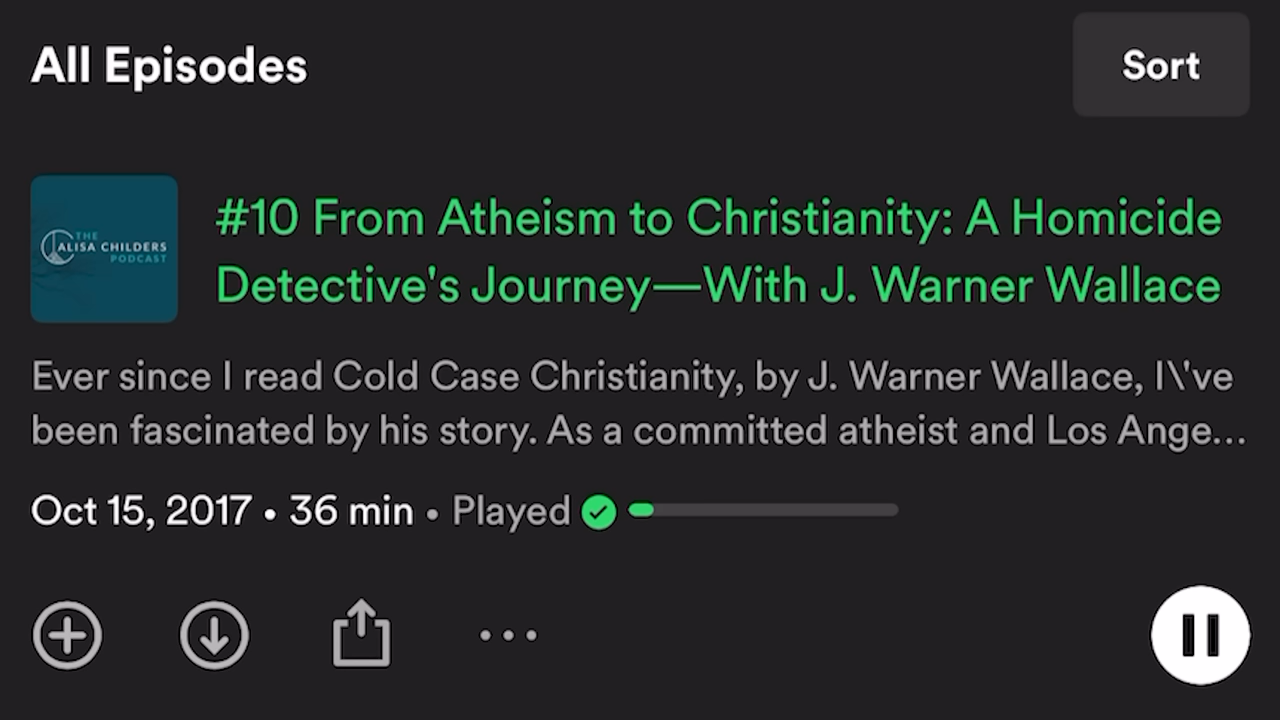 All Episodes
Sort
THE
ALISA CHILDERS
PODCAST
#10 From Atheism to Christianity: A Homicide
Detective's Journey—With J. Warner Wallace
Ever since I read Cold Case Christianity, by J. Warner Wallace, I\'ve
been fascinated by his story. As a committed atheist and Los Ange...
Oct 15, 2017 • 36 min • Played